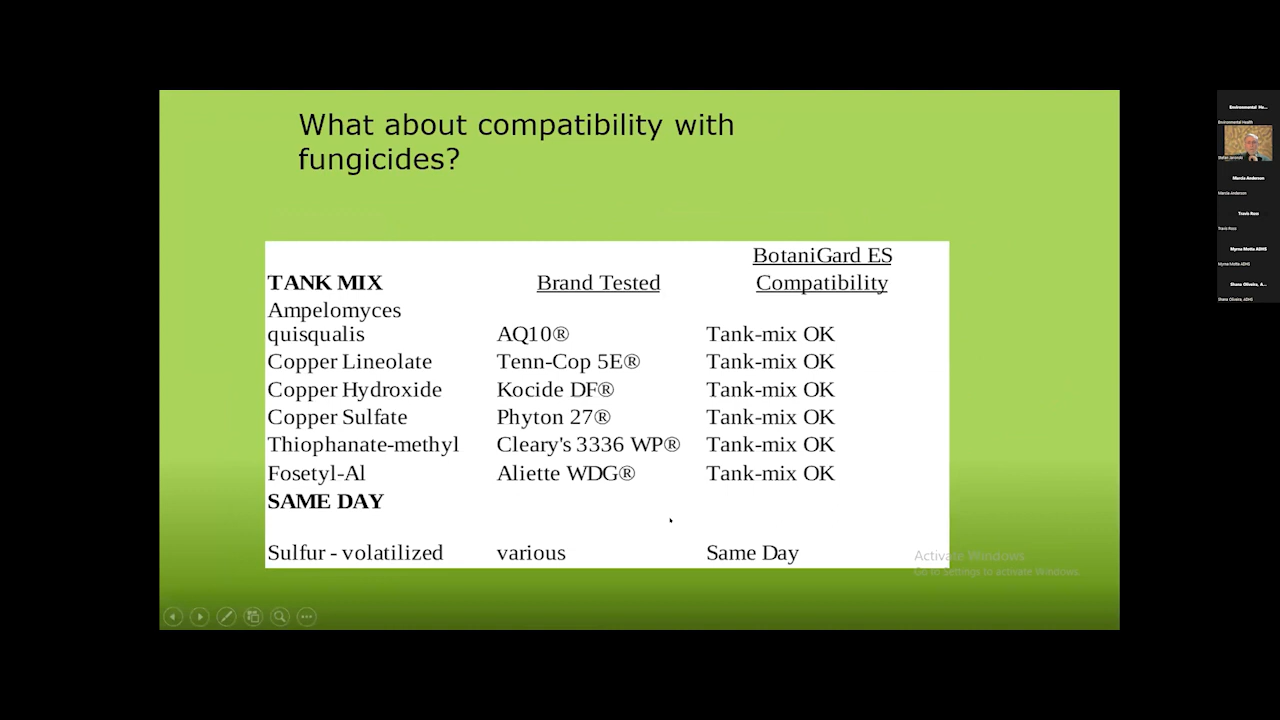 What about compatibility with
fungicides?
BotaniGard ES
TANK MIX Brand Tested Compatibility
Ampelomyces
quisqualis AQ10® Tank-mix OK
Copper Lineolate Tenn-Cop 5E® Tank-mix OK
Copper Hydroxide Kocide DF® Tank-mix OK
Copper Sulfate Phyton 27® Tank-mix OK
Thiophanate-methyl Cleary's 3336 WP® Tank-mix OK
Fosetyl-Al Aliette WDG® Tank-mix OK
SAME DAY
Sulfur - volatilized various Same Day
Activate Windows
Go to Settings to activate Windows.
Environmental He...
Environmental Health
Marcia Anderson
Marcia Anderson
Travis Ross
Travis Ross
Myrna Motta ADHS
Myrna Motta ADHS
Shana Oliveira, A...
Shana Oliveira, ADHS